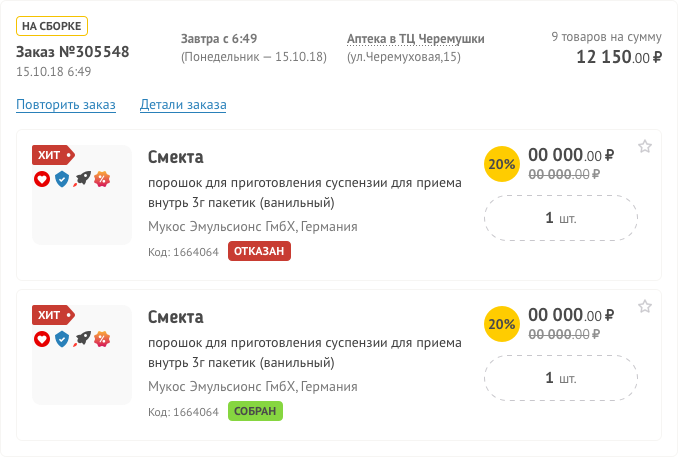 НА СБОРКЕ
Заказ №305548
15.10.18 6:49
Завтра с 6:49
(Понедельник — 15.10.18)
Аптека в ТЦ Черемушки
(ул.Черемуховая,15)
9 товаров на сумму
12 150.00 ₽
Повторить заказ
Детали заказа
ХИТ
Смекта
порошок для приготовления суспензии для приема
внутрь 3г пакетик (ванильный)
Мукос Эмульсионс ГмбХ, Германия
Код: 1664064
ОТКАЗАН
20%
00 000.00 ₽
00 000.00 ₽
1 шт.
ХИТ
Смекта
порошок для приготовления суспензии для приема
внутрь 3г пакетик (ванильный)
Мукос Эмульсионс ГмбХ, Германия
Код: 1664064
СОБРАН
20%
00 000.00 ₽
00 000.00 ₽
1 шт.